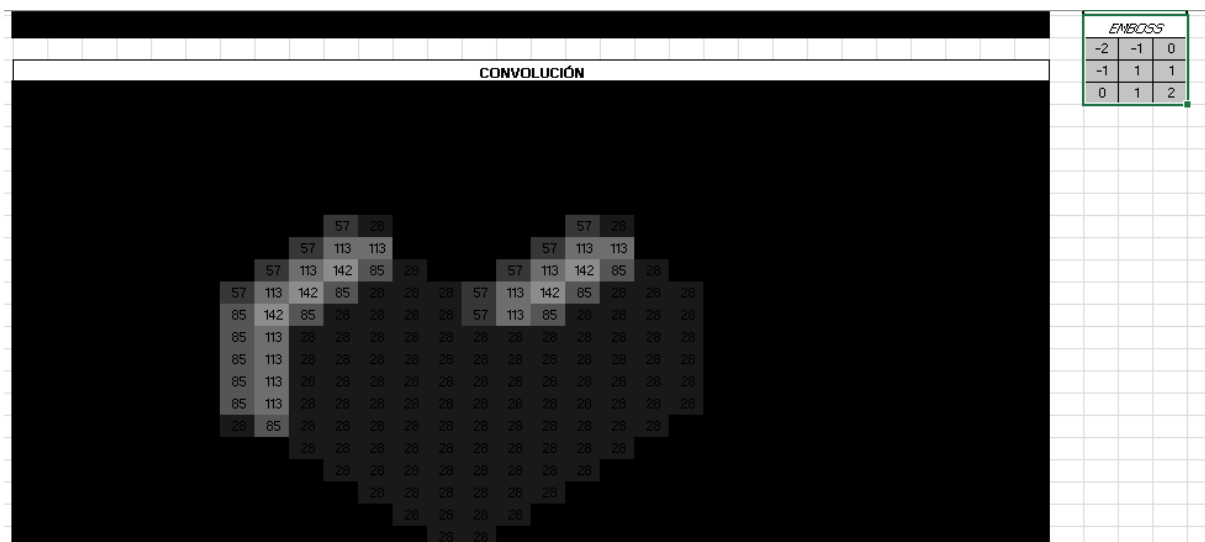 EMBOSS
-2 -1 0
-1 1 1
0 1 2
CONVOLUCIÓN
57 28 57 28
57 113 113 57 113 113
57 113 142 85 28 57 113 142 85 28
57 113 142 85 28 28 28 57 113 142 85 28 28 28
85 142 85 28 28 28 28 57 113 85 28 28 28 28
85 113 28 28 28 28 28 28 28 28 28 28 28 28
85 113 28 28 28 28 28 28 28 28 28 28 28 28
85 113 28 28 28 28 28 28 28 28 28 28 28 28
85 113 28 28 28 28 28 28 28 28 28 28 28 28
28 85 28 28 28 28 28 28 28 28 28 28 28
28 28 28 28 28 28 28 28 28 28
28 28 28 28 28 28 28 28
28 28 28 28 28 28
28 28 28 28
28 28